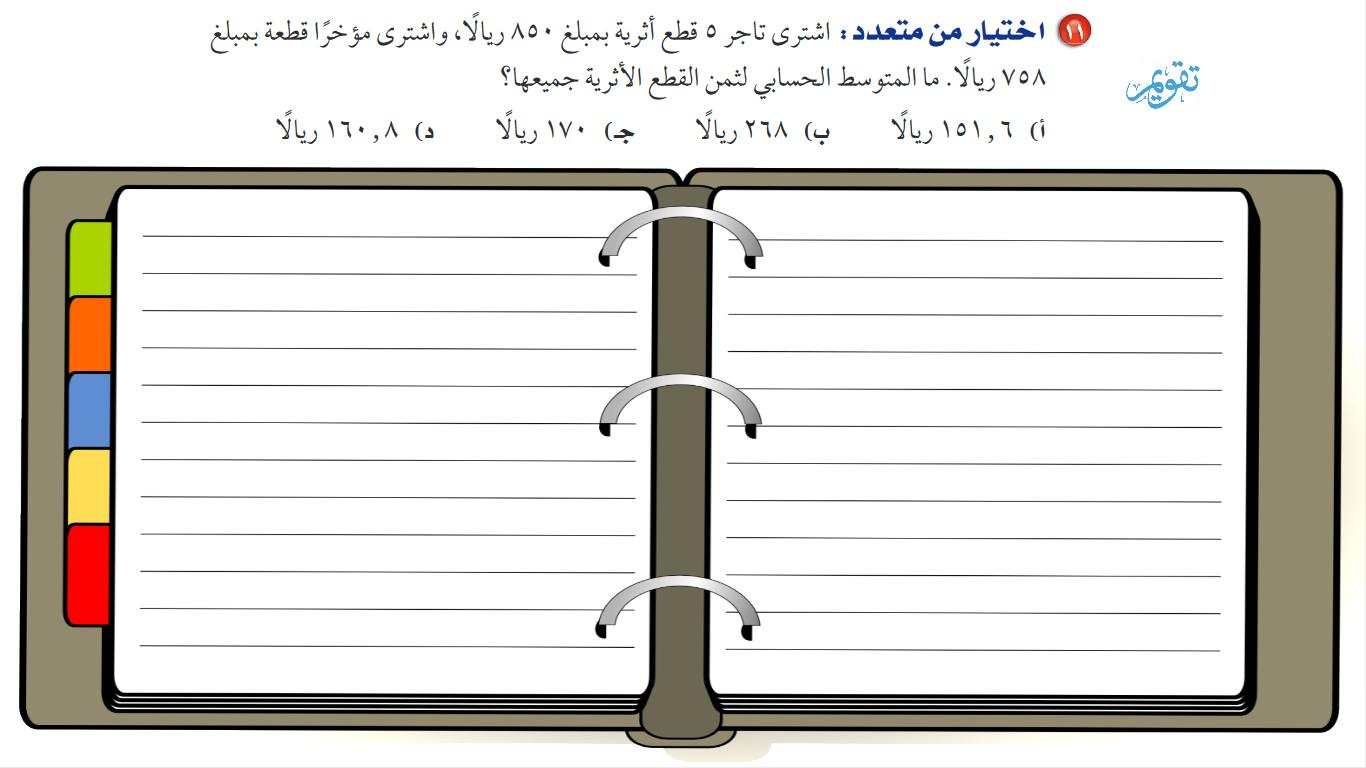 ١١ اختيار من متعدد: اشترى تاجر ٥ قطع أثرية بمبلغ ٨٥٠ ريالًا، واشترى مؤخرًا قطعة بمبلغ
٧٥٨ ريالًا. ما المتوسط الحسابي لثمن القطع الأثرية جميعها؟
تقويم
أ) ١٥١,٦ ريالًا ب) ٢٦٨ ريالًا جـ) ١٧٠ ريالًا د) ١٦٠,٨ ريالًا